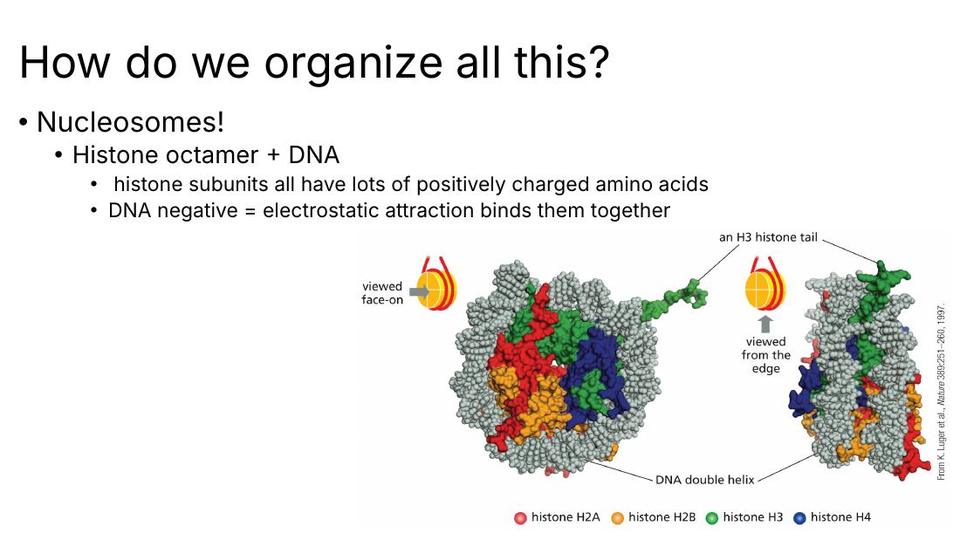 How do we organize all this?
• Nucleosomes!
• Histone octamer + DNA
• histone subunits all have lots of positively charged amino acids
• DNA negative = electrostatic attraction binds them together
an H3 histone tail
viewed
face-on
viewed
from the
edge
From K. Luger et al., Nature 389:251–260, 1997.
DNA double helix
histone H2A
histone H2B
histone H3
histone H4